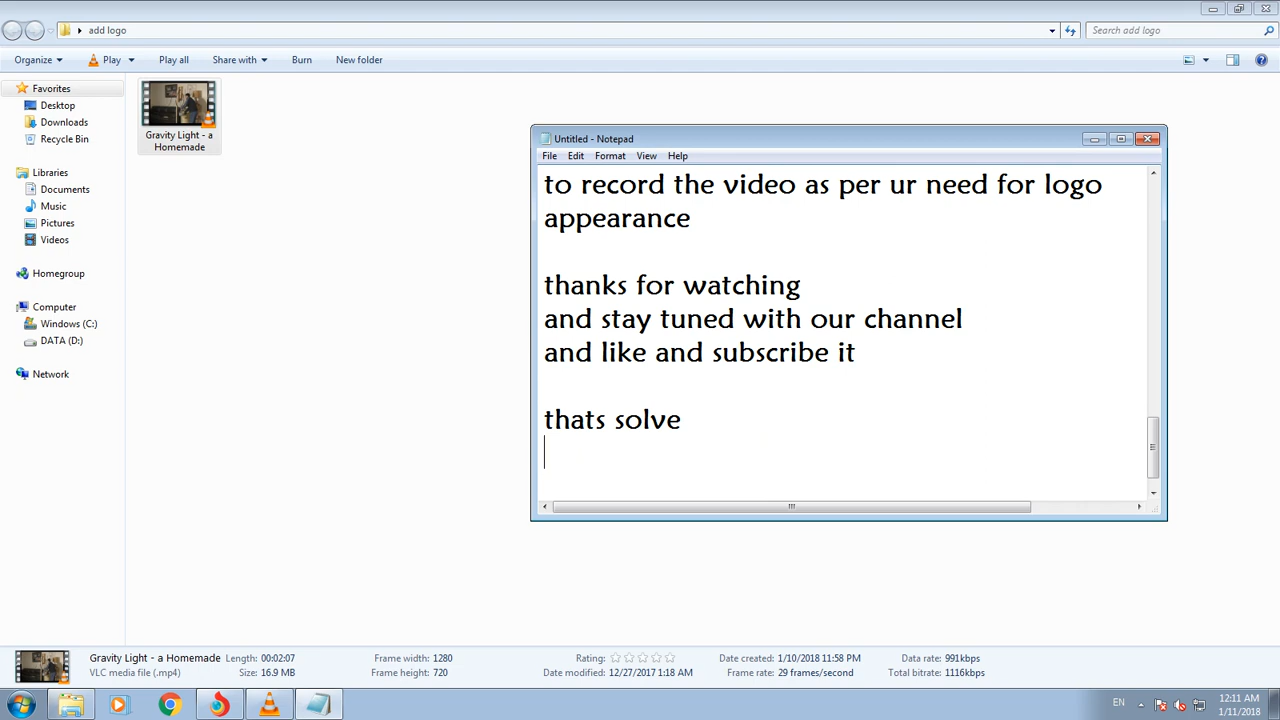 add logo
Search add logo
Organize
Play
Play all
Share with
Burn
New folder
Favorites
Desktop
Downloads
Recycle Bin
Libraries
Documents
Music
Pictures
Videos
Homegroup
Computer
Windows (C:)
DATA (D:)
Network
Gravity Light - a
Homemade
Untitled - Notepad
File Edit Format View Help
to record the video as per ur need for logo
appearance
thanks for watching
and stay tuned with our channel
and like and subscribe it
thats solve
Gravity Light - a Homemade Length: 00:02:07 Frame width: 1280 Rating: Date created: 1/10/2018 11:58 PM Data rate: 991kbps
VLC media file (.mp4) Size: 16.9 MB Frame height: 720 Date modified: 12/27/2017 1:18 AM Frame rate: 29 frames/second Total bitrate: 1116kbps
EN
12:11 AM
1/11/2018